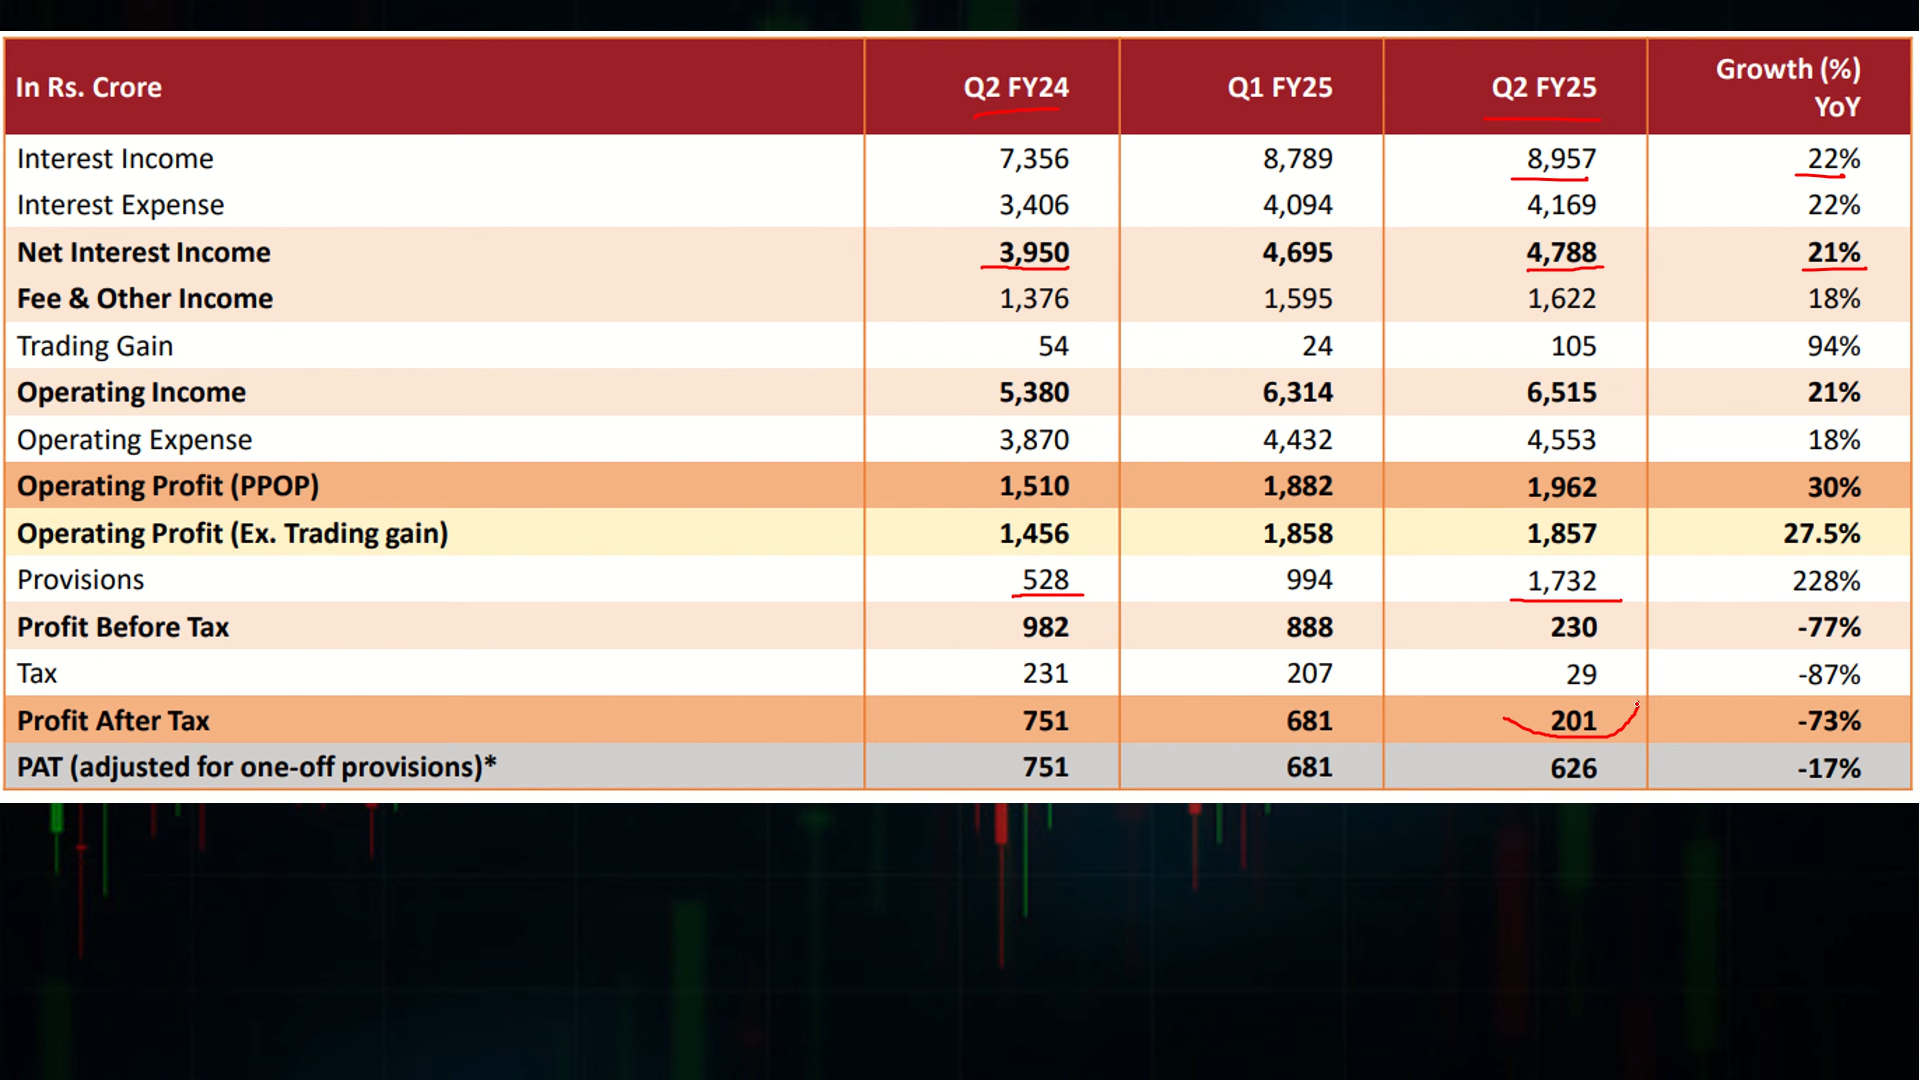 In Rs. Crore Q2 FY24 Q1 FY25 Q2 FY25 Growth (%) YoY
Interest Income 7,356 8,789 8,957 22%
Interest Expense 3,406 4,094 4,169 22%
Net Interest Income 3,950 4,695 4,788 21%
Fee & Other Income 1,376 1,595 1,622 18%
Trading Gain 54 24 105 94%
Operating Income 5,380 6,314 6,515 21%
Operating Expense 3,870 4,432 4,553 18%
Operating Profit (PPOP) 1,510 1,882 1,962 30%
Operating Profit (Ex. Trading gain) 1,456 1,858 1,857 27.5%
Provisions 528 994 1,732 228%
Profit Before Tax 982 888 230 -77%
Tax 231 207 29 -87%
Profit After Tax 751 681 201 -73%
PAT (adjusted for one-off provisions)* 751 681 626 -17%